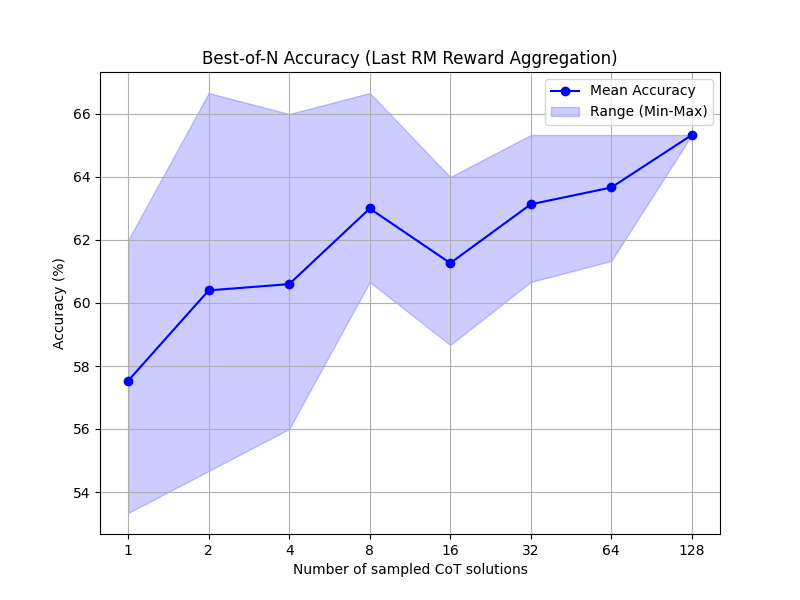 Best-of-N Accuracy (Last RM Reward Aggregation)
Mean Accuracy
Range (Min-Max)
Accuracy (%)
66
64
62
60
58
56
54
1 2 4 8 16 32 64 128
Number of sampled CoT solutions